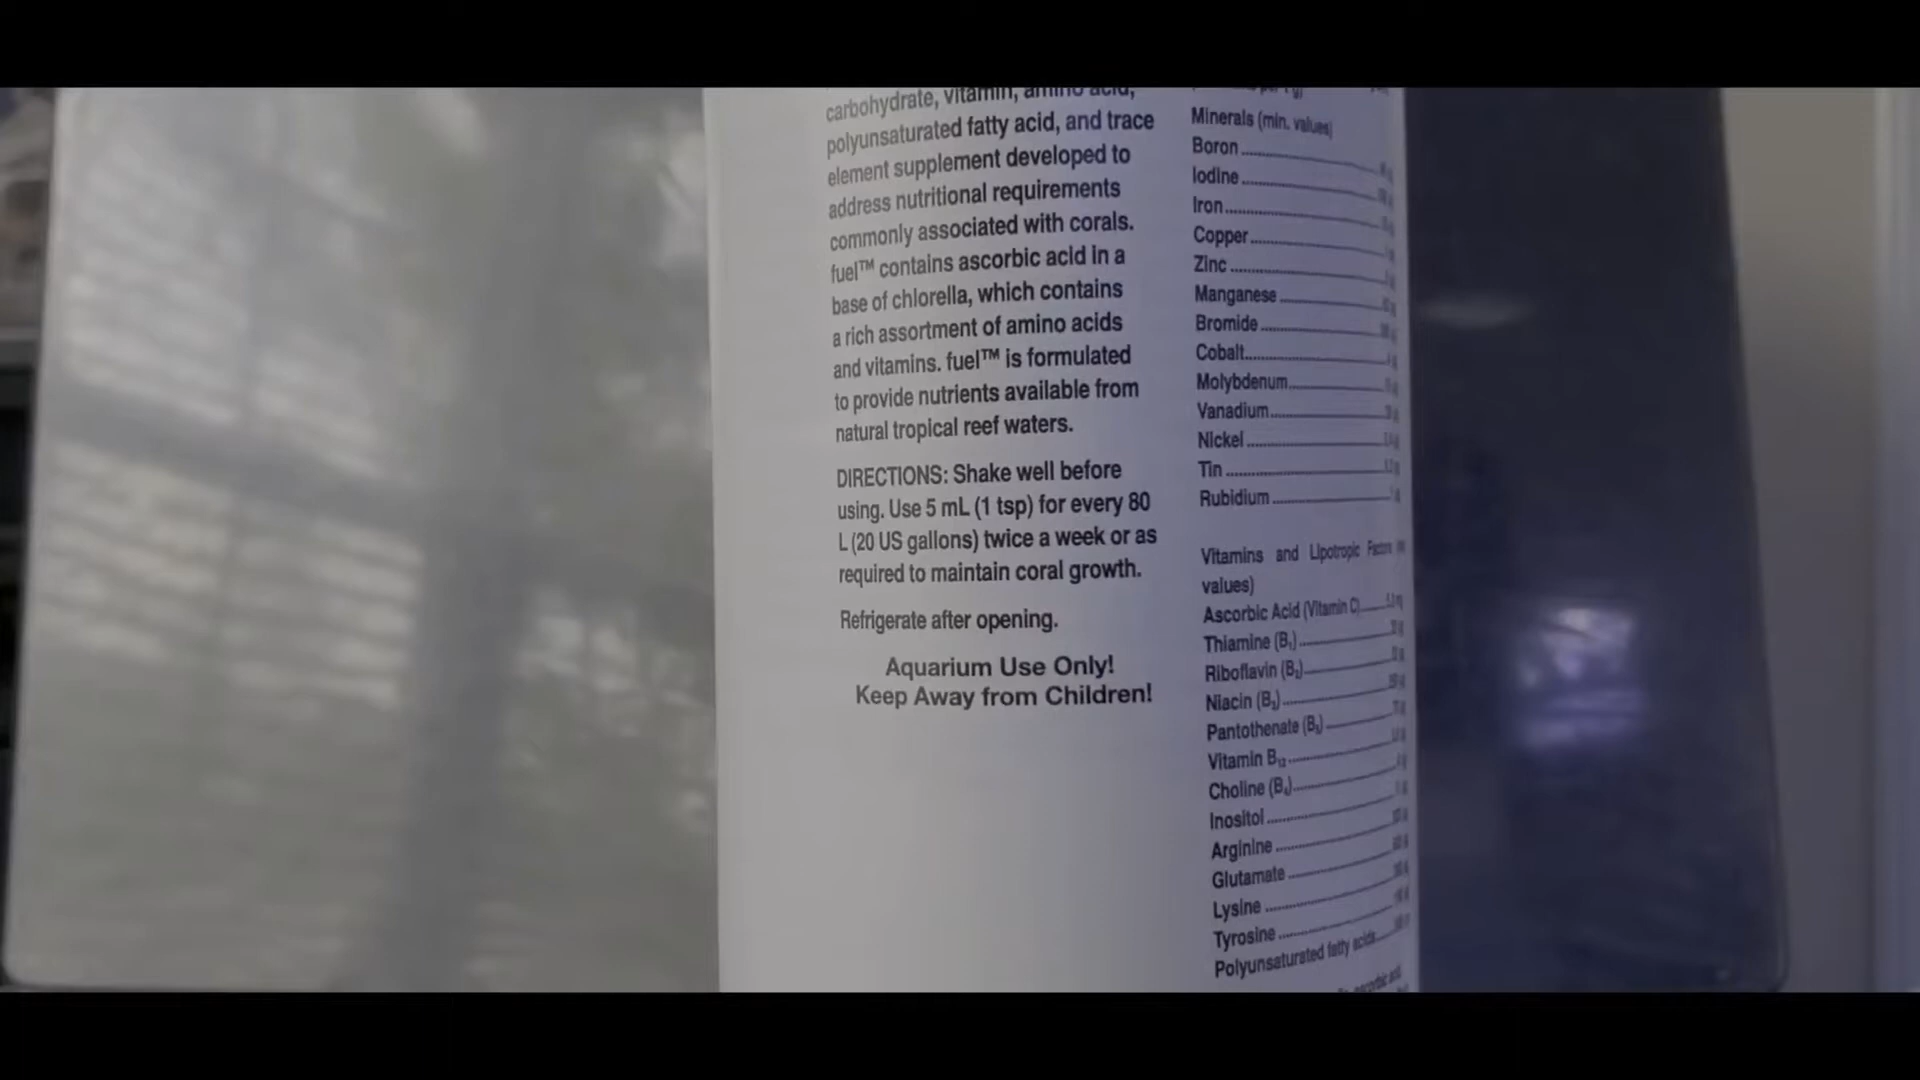 carbohydrate, vitamin, amino acid,
polyunsaturated fatty acid, and trace
element supplement developed to
address nutritional requirements
commonly associated with corals.
fuel™ contains ascorbic acid in a
base of chlorella, which contains
a rich assortment of amino acids
and vitamins. fuel™ is formulated
to provide nutrients available from
natural tropical reef waters.
DIRECTIONS: Shake well before
using. Use 5 mL (1 tsp) for every 80
L (20 US gallons) twice a week or as
required to maintain coral growth.
Refrigerate after opening.
Aquarium Use Only!
Keep Away from Children!
Minerals (min. values)
Boron
Iodine
Iron
Copper
Zinc
Manganese
Bromide
Cobalt
Molybdenum
Vanadium
Nickel
Tin
Rubidium
Vitamins and Lipotropic Factors
values)
Ascorbic Acid (Vitamin C)
Thiamine (B₁)
Riboflavin (B₂)
Niacin (B₃)
Pantothenate (B₅)
Vitamin B₁₂
Choline (B₄)
Inositol
Arginine
Glutamate
Lysine
Tyrosine
Polyunsaturated fatty acids
ascorbic acid,